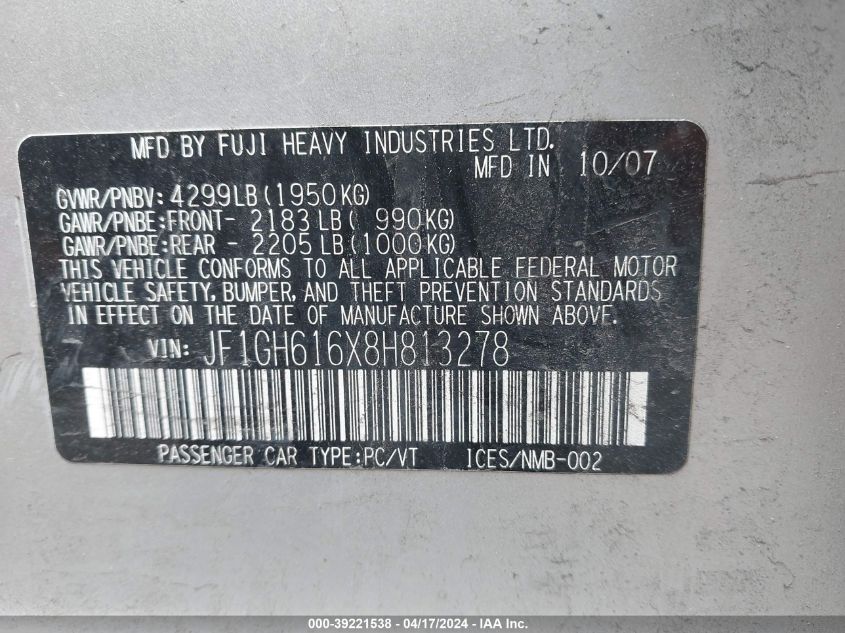 MFD BY FUJI HEAVY INDUSTRIES LTD.
MFD IN 10/07
GVWR/PNBV: 4299LB(1950KG)
GAWR/PNBE:FRONT- 2183LB( 990KG)
GAWR/PNBE:REAR - 2205LB(1000KG)
THIS VEHICLE CONFORMS TO ALL APPLICABLE FEDERAL MOTOR
VEHICLE SAFETY, BUMPER, AND THEFT PREVENTION STANDARDS
IN EFFECT ON THE DATE OF MANUFACTURE SHOWN ABOVE.
VIN: JF1GH616X8H813278
PASSENGER CAR TYPE:PC/VT ICES/NMB-002
000-39221538 - 04/17/2024 - IAA Inc.